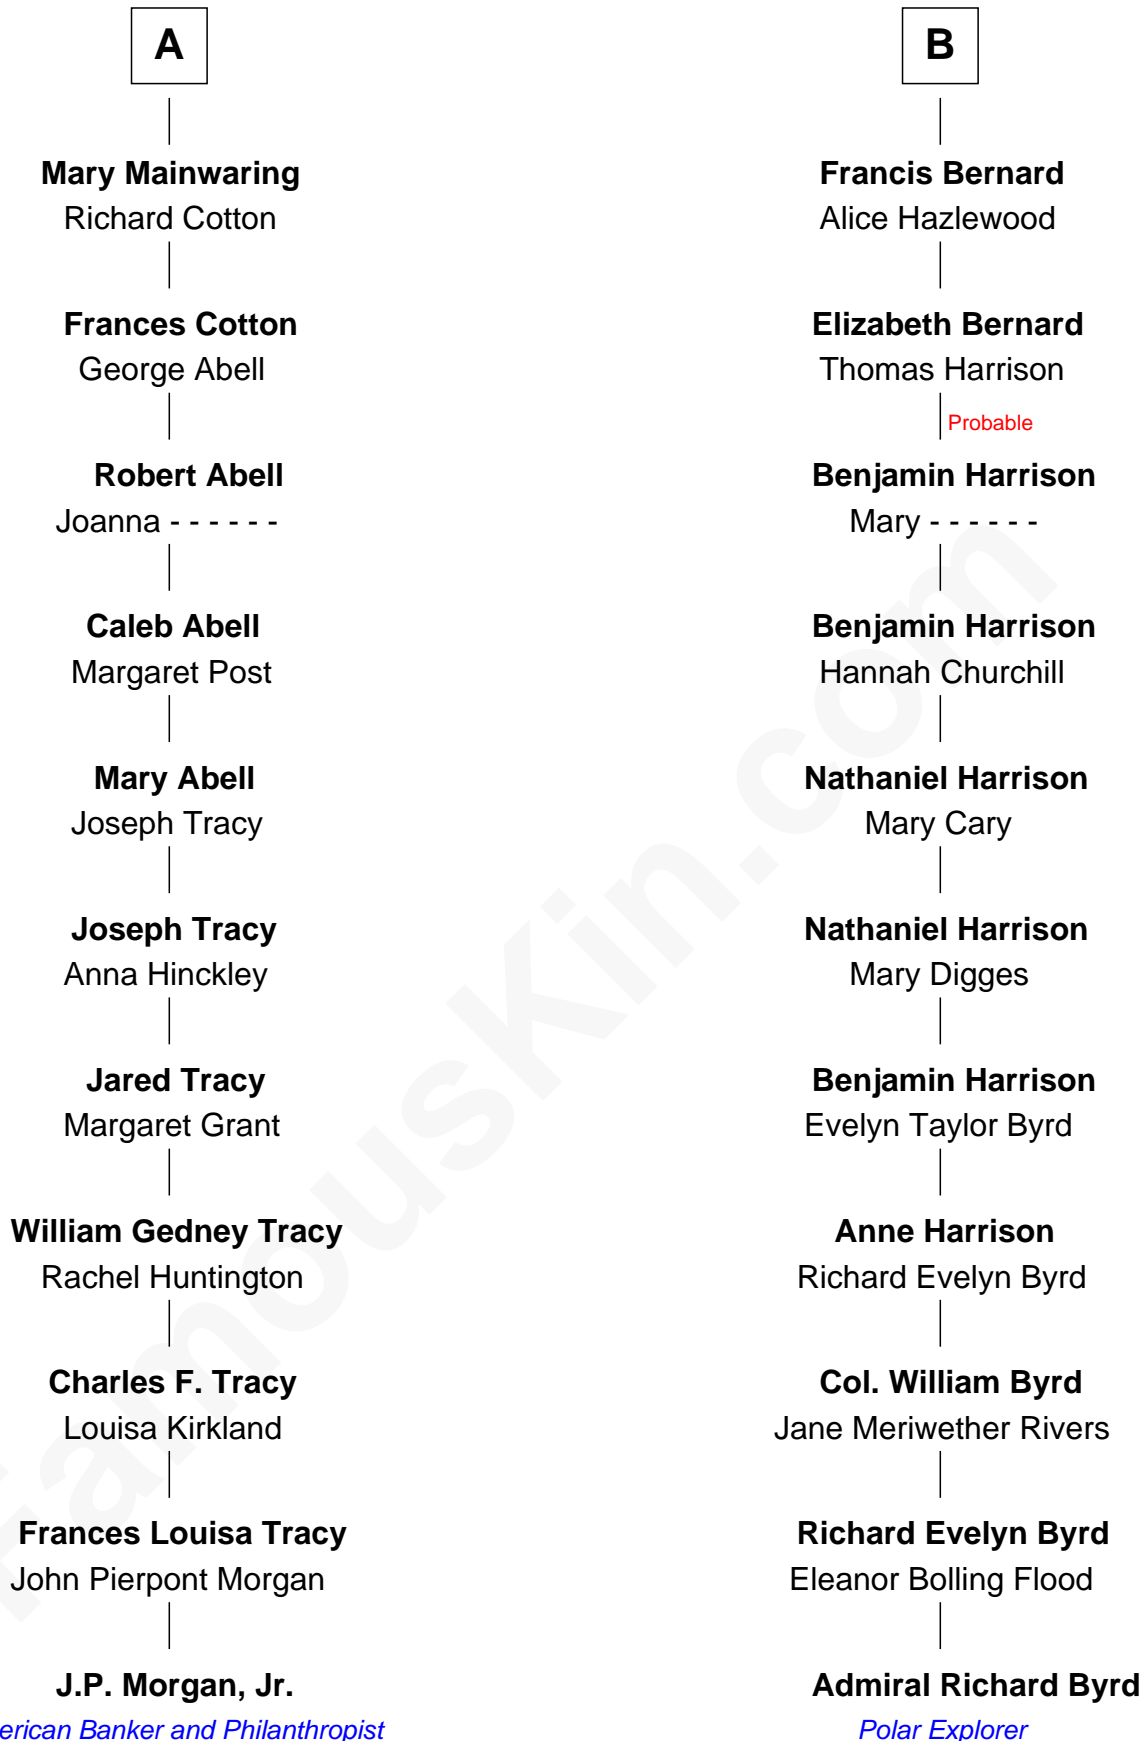 A
Mary Mainwaring
Richard Cotton
Frances Cotton
George Abell
Robert Abell
Joanna - - - - - -
Caleb Abell
Margaret Post
Mary Abell
Joseph Tracy
Joseph Tracy
Anna Hinckley
Jared Tracy
Margaret Grant
William Gedney Tracy
Rachel Huntington
Charles F. Tracy
Louisa Kirkland
Frances Louisa Tracy
John Pierpont Morgan
J.P. Morgan, Jr.
erican Banker and Philanthropist
B
Francis Bernard
Alice Hazlewood
Elizabeth Bernard
Thomas Harrison
Probable
Benjamin Harrison
Mary - - - - - -
Benjamin Harrison
Hannah Churchill
Nathaniel Harrison
Mary Cary
Nathaniel Harrison
Mary Digges
Benjamin Harrison
Evelyn Taylor Byrd
Anne Harrison
Richard Evelyn Byrd
Col. William Byrd
Jane Meriwether Rivers
Richard Evelyn Byrd
Eleanor Bolling Flood
Admiral Richard Byrd
Polar Explorer
FamousKin.com